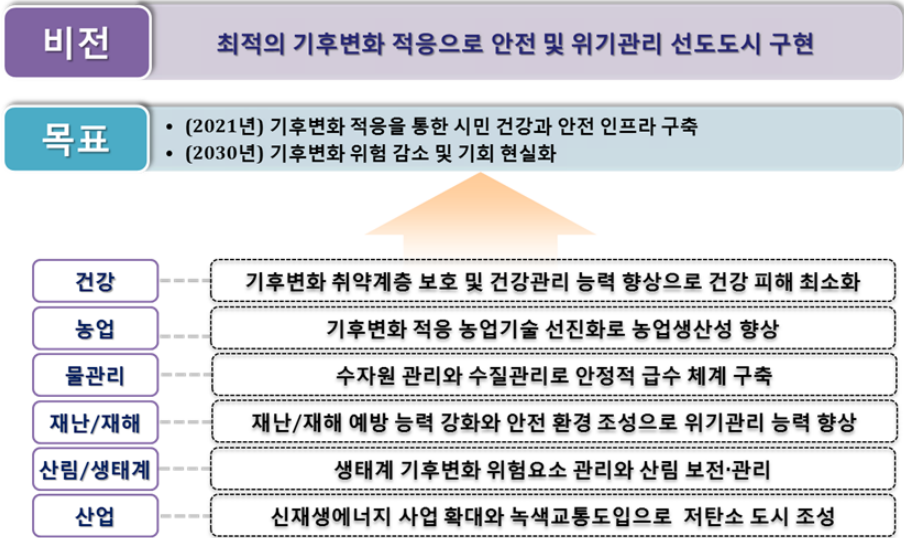 비전
최적의 기후변화 적응으로 안전 및 위기관리 선도도시 구현
목표
• (2021년) 기후변화 적응을 통한 시민 건강과 안전 인프라 구축
• (2030년) 기후변화 위험 감소 및 기회 현실화
건강
기후변화 취약계층 보호 및 건강관리 능력 향상으로 건강 피해 최소화
농업
기후변화 적응 농업기술 선진화로 농업생산성 향상
물관리
수자원 관리와 수질관리로 안정적 급수 체계 구축
재난/재해
재난/재해 예방 능력 강화와 안전 환경 조성으로 위기관리 능력 향상
산림/생태계
생태계 기후변화 위험요소 관리와 산림 보전·관리
산업
신재생에너지 사업 확대와 녹색교통도입으로 저탄소 도시 조성